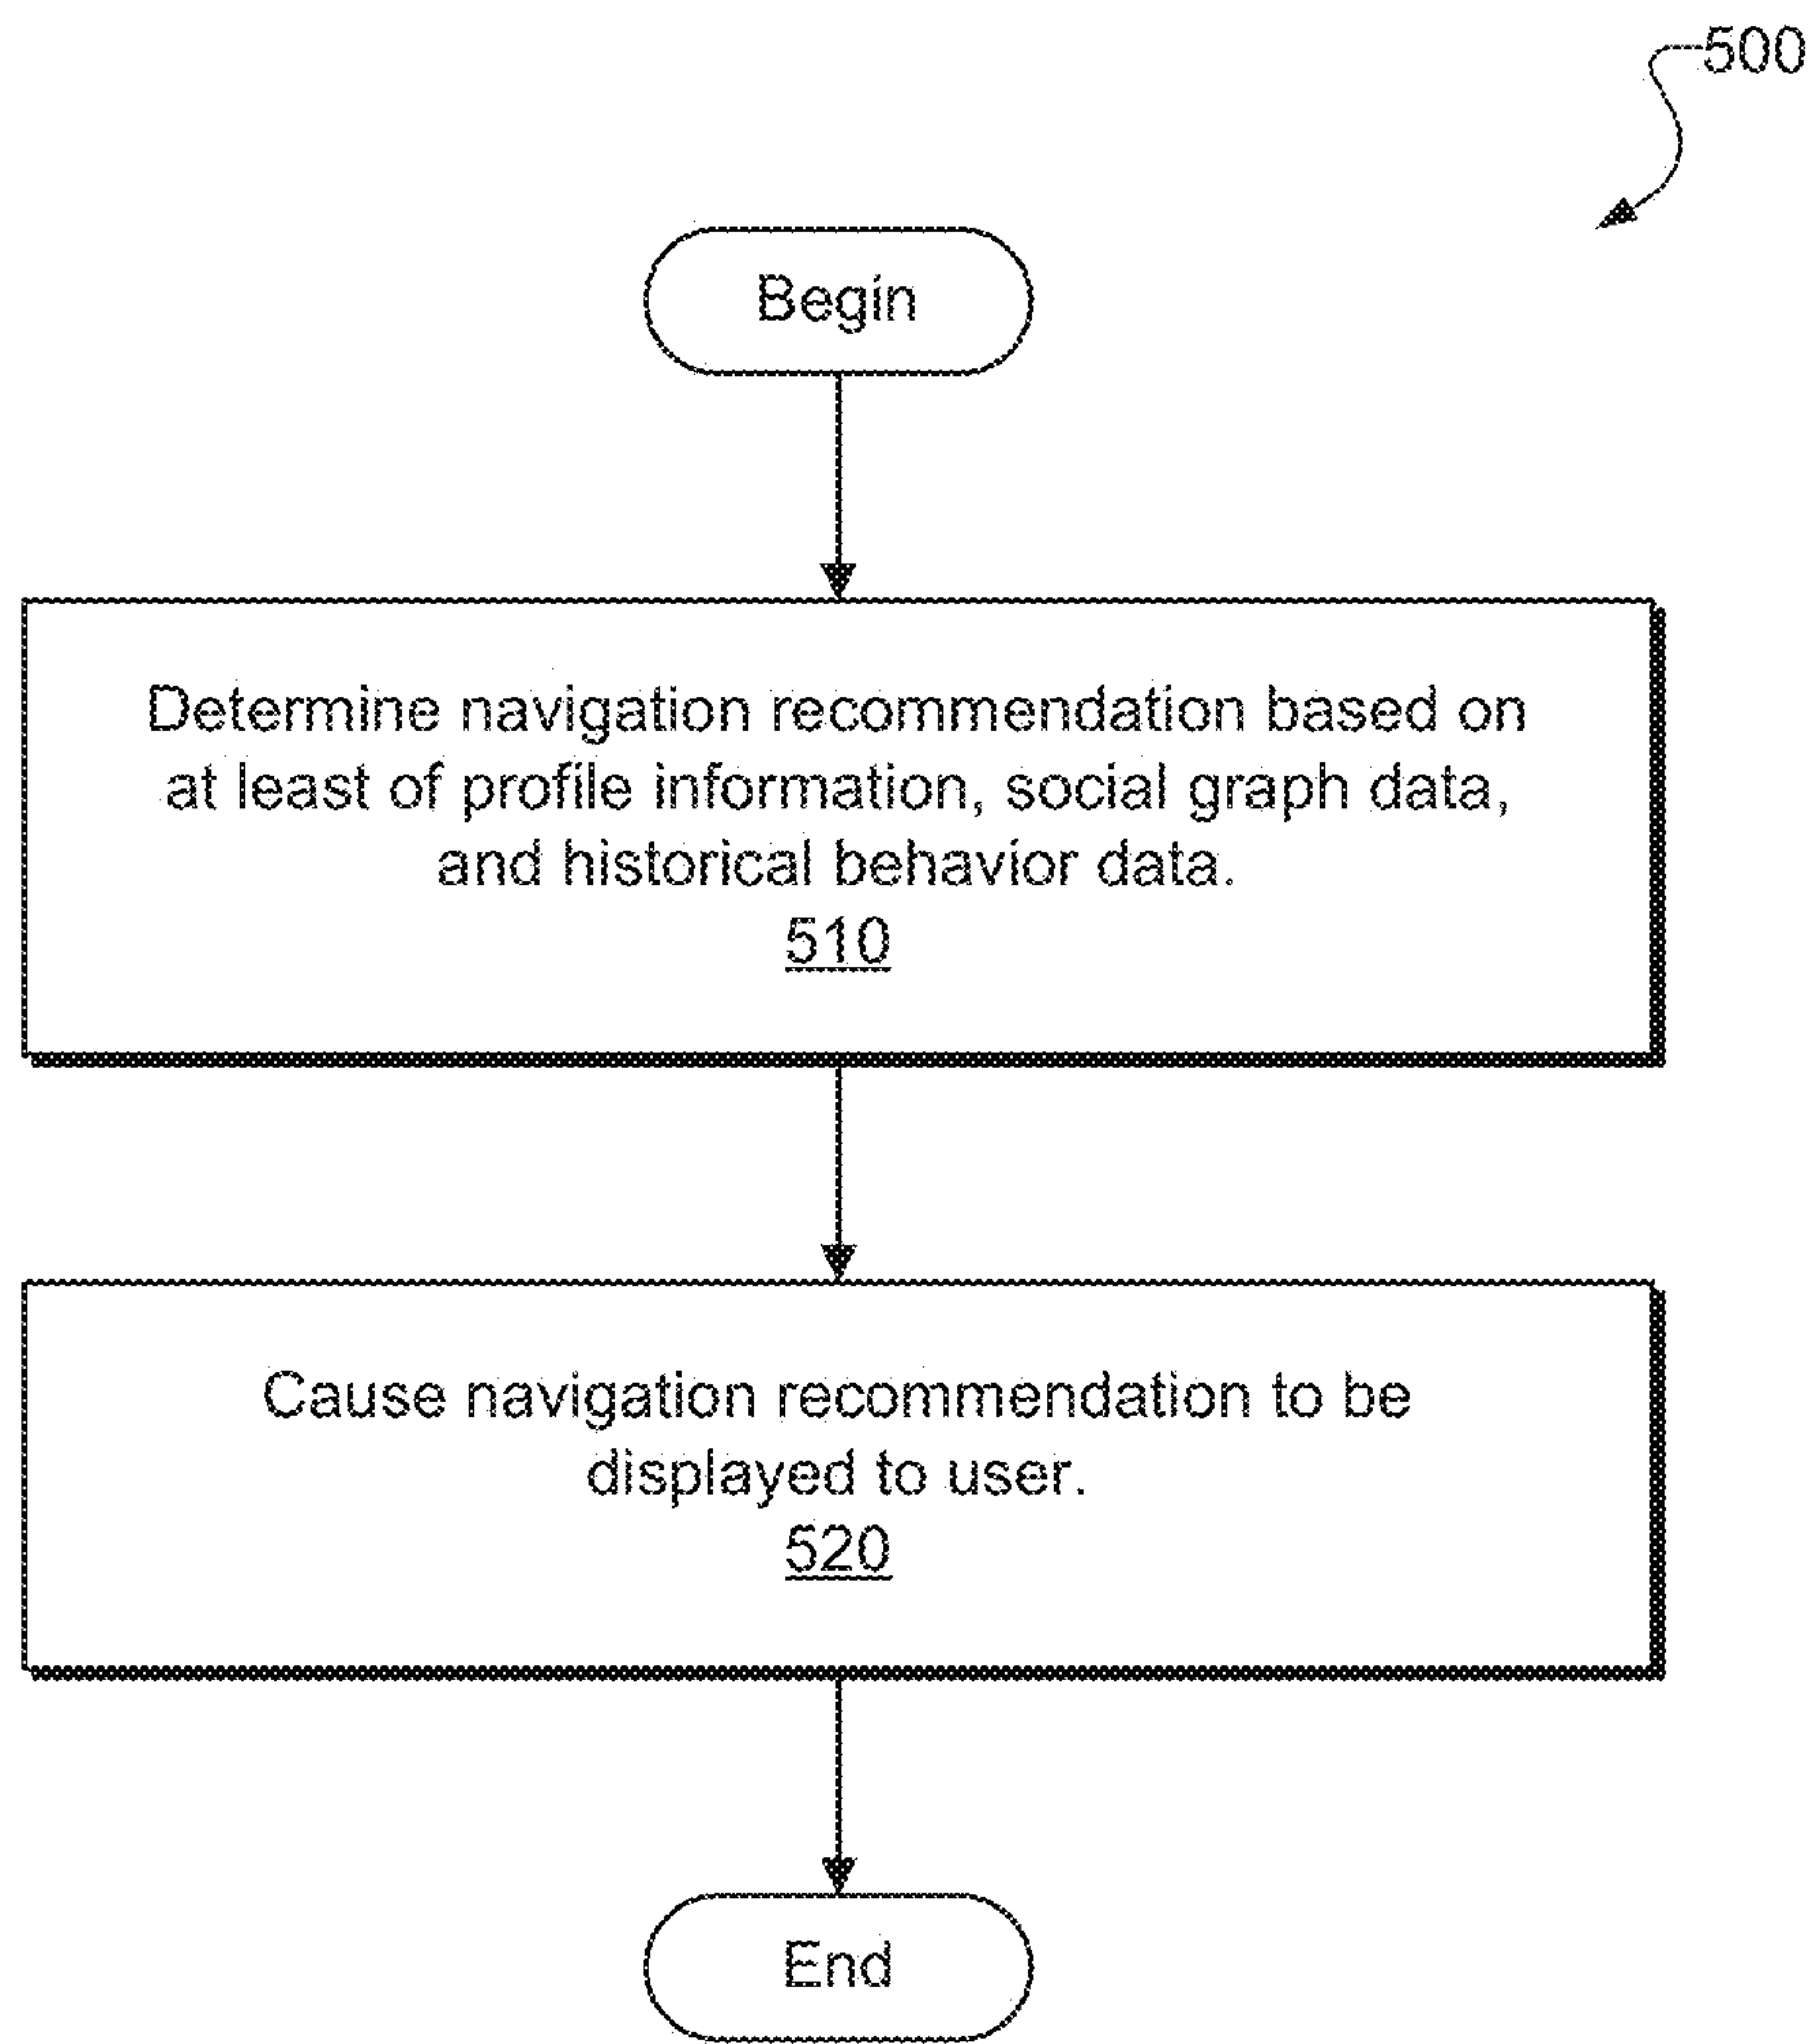 500
Begin
Determine navigation recommendation based on
at least of profile information, social graph data,
and historical behavior data.
510
Cause navigation recommendation to be
displayed to user.
520
End